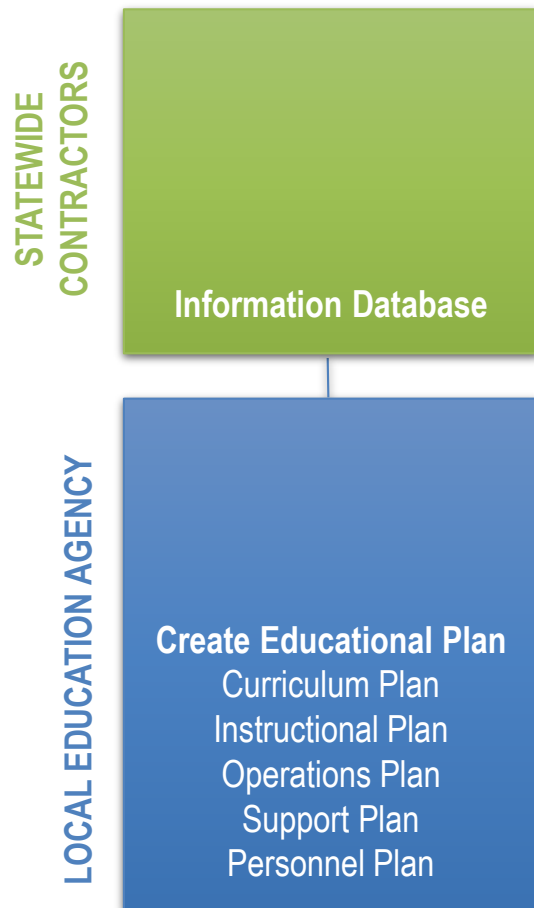 STATEWIDE
CONTRACTORS
Information Database
LOCAL EDUCATION AGENCY
Create Educational Plan
Curriculum Plan
Instructional Plan
Operations Plan
Support Plan
Personnel Plan